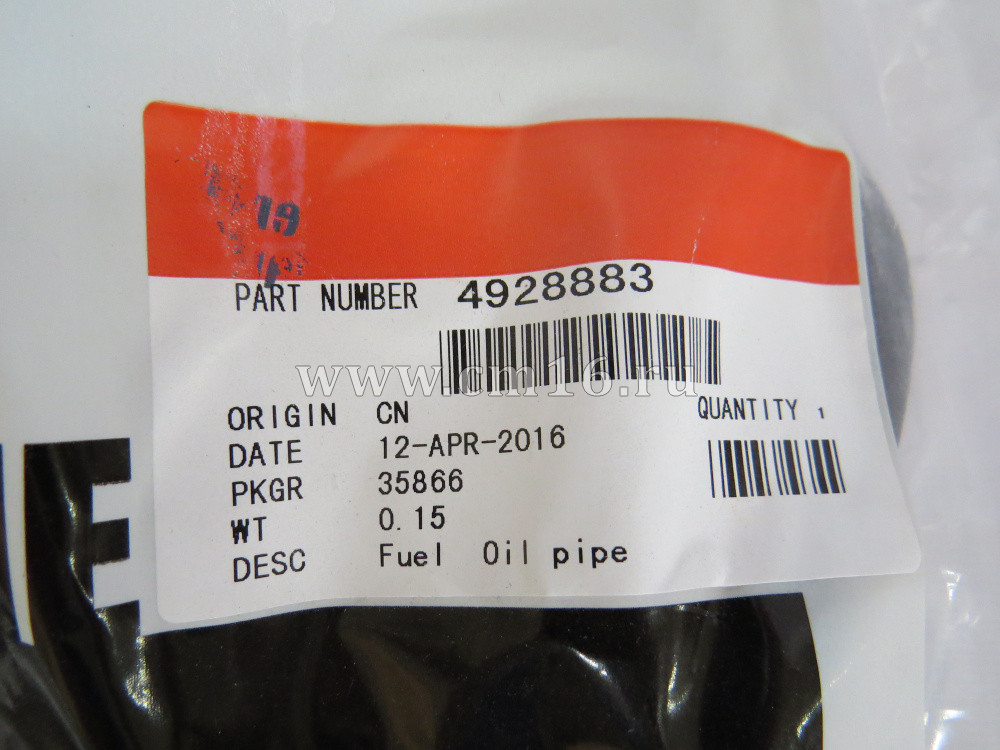 19
PART NUMBER 4928883
www.cm16.ru
ORIGIN CN
QUANTITY 1
DATE 12-APR-2016
PKGR 35866
WT 0.15
DESC Fuel Oil pipe